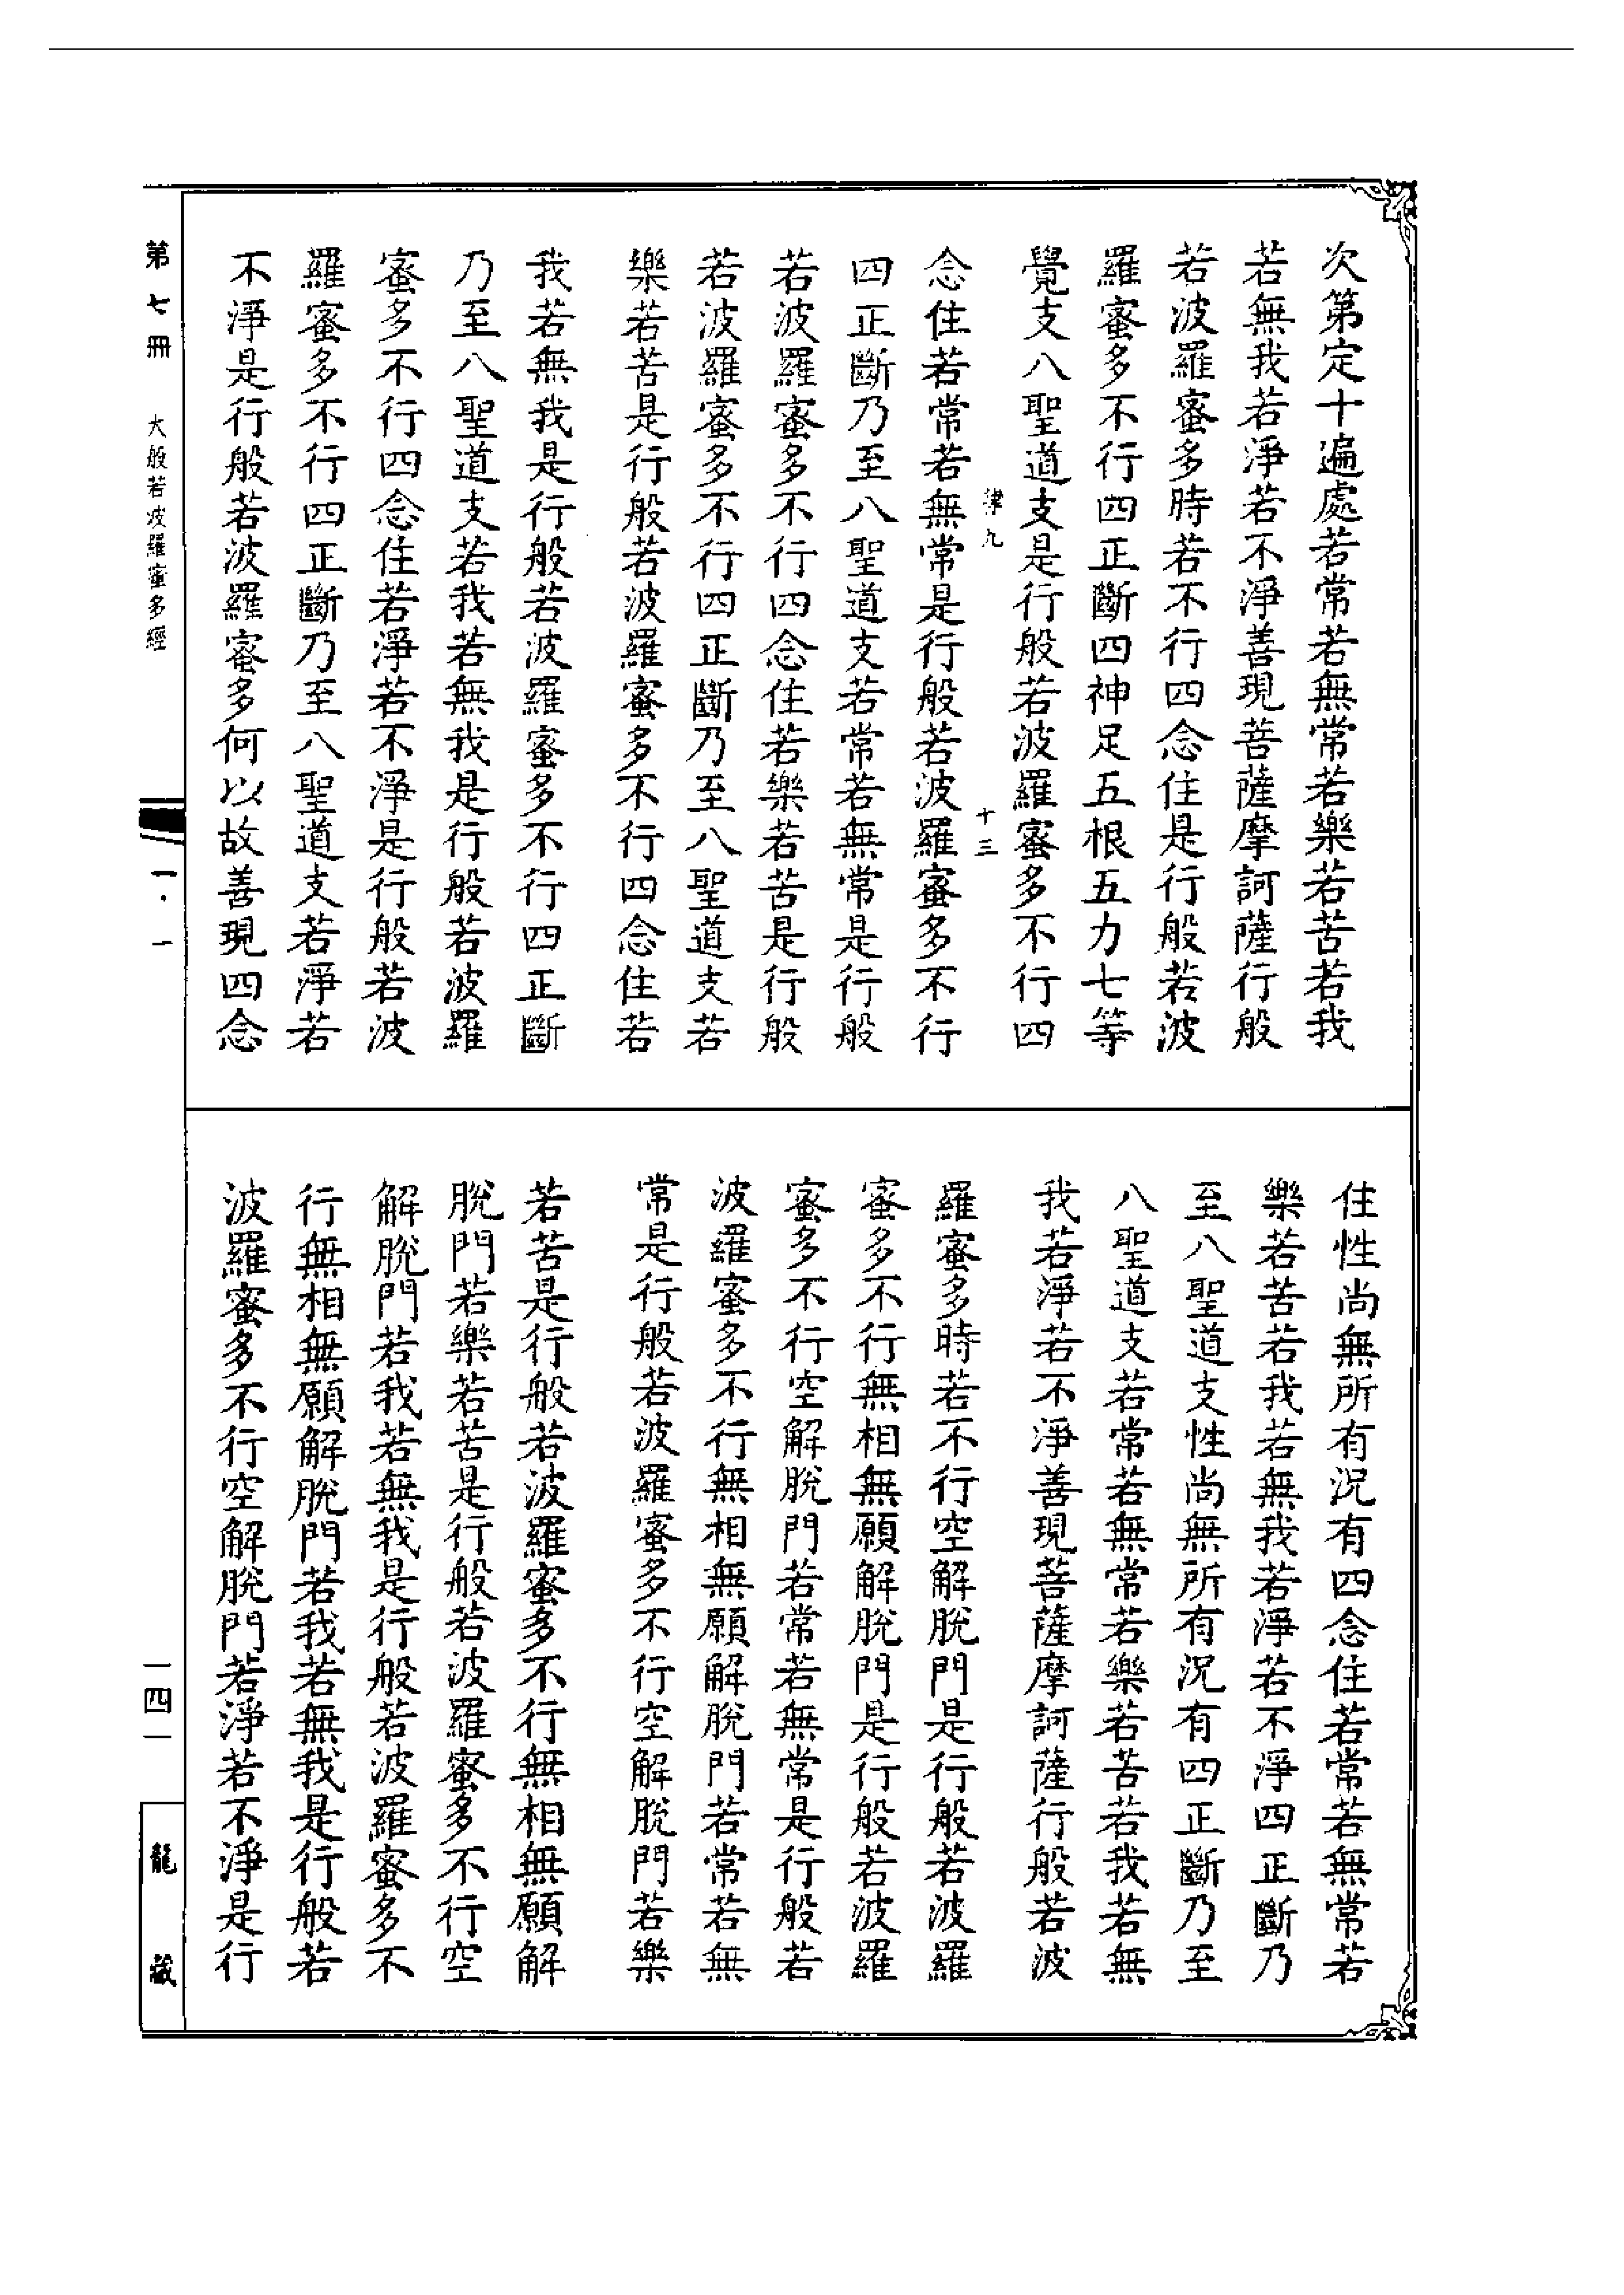 次第定十遍處若常若無常若樂若苦若我
若無我若淨若不淨善現菩薩摩訶薩行般
若波羅蜜多時若不行四念住是行般若波
羅蜜多不行四正斷四神足五根五力七等
覺支八聖道支是行般若波羅蜜多不行四
律九 十三
念住若常若無常是行般若波羅蜜多不行
四正斷乃至八聖道支若常若無常是行般
若波羅蜜多不行四念住若樂若苦是行般
若波羅蜜多不行四正斷乃至八聖道支若
樂若苦是行般若波羅蜜多不行四念住若
我若無我是行般若波羅蜜多不行四正斷
乃至八聖道支若我若無我是行般若波羅
蜜多不行四念住若淨若不淨是行般若波
羅蜜多不行四正斷乃至八聖道支若淨若
不淨是行般若波羅蜜多何以故善現四念
住性尚無所有況有四念住若常若無常若
樂若苦若我若無我若淨若不淨四正斷乃
至八聖道支性尚無所有況有四正斷乃至
八聖道支若常若無常若樂若苦若我若無
我若淨若不淨善現菩薩摩訶薩行般若波
羅蜜多時若不行空解脫門是行般若波羅
蜜多不行無相無願解脫門是行般若波羅
蜜多不行空解脫門若常若無常是行般若
波羅蜜多不行無相無願解脫門若常若無
常是行般若波羅蜜多不行空解脫門若樂
若苦是行般若波羅蜜多不行無相無願解
脫門若樂若苦是行般若波羅蜜多不行空
解脫門若我若無我是行般若波羅蜜多不
行無相無願解脫門若我若無我是行般若
波羅蜜多不行空解脫門若淨若不淨是行
第七冊 大般若波羅蜜多經
一·一
一四一
龍藏